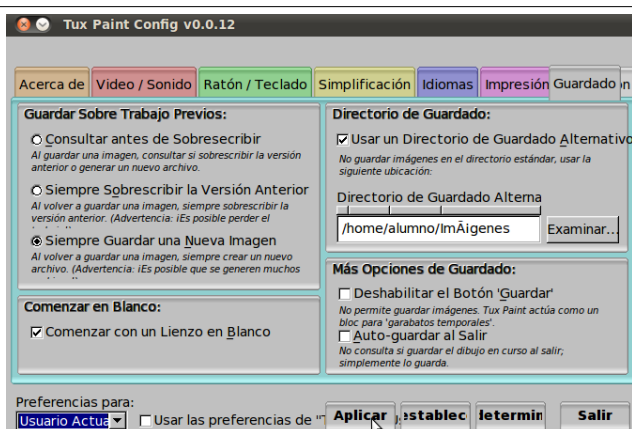 Tux Paint Config v0.0.12
Acerca de Video / Sonido Ratón / Teclado Simplificación Idiomas Impresión Guardado
Guardar Sobre Trabajo Previos:
Consultar antes de Sobresecribir
Al guardar una imagen, consultar si sobrescribir la versión
anterior o generar un nuevo archivo.
Siempre Sobrescribir la Versión Anterior
Al volver a guardar una imagen, siempre sobrescribir la
versión anterior. (Advertencia: ¡Es posible perder el
Siempre Guardar una Nueva Imagen
Al volver a guardar una imagen, siempre crear un nuevo
archivo. (Advertencia: ¡Es posible que se generen muchos
Comenzar en Blanco:
Comenzar con un Lienzo en Blanco
Directorio de Guardado:
Usar un Directorio de Guardado Alternativo
No guardar imágenes en el directorio estándar, usar la
siguiente ubicación:
Directorio de Guardado Alterna
/home/alumno/ImÃigenes Examinar...
Más Opciones de Guardado:
Deshabilitar el Botón 'Guardar'
No permite guardar imágenes. Tux Paint actúa como un
bloc para 'garabatos temporales'.
Auto-guardar al Salir
No consulta si guardar el dibujo en curso al salir;
simplemente lo guarda.
Preferencias para:
Usuario Actua Usar las preferencias de Aplicar establec determin Salir